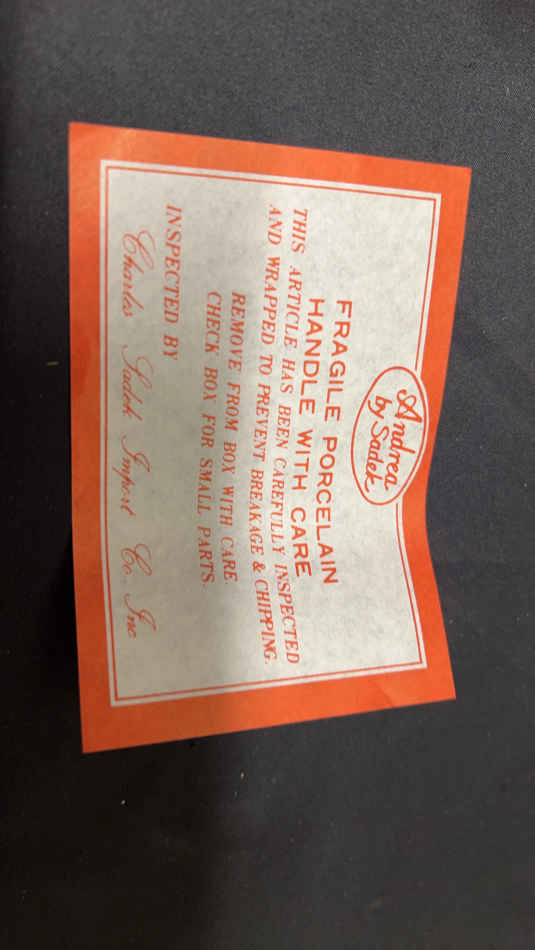 Andrea
by Sadek
FRAGILE PORCELAIN
HANDLE WITH CARE
THIS ARTICLE HAS BEEN CAREFULLY INSPECTED
AND WRAPPED TO PREVENT BREAKAGE & CHIPPING.
REMOVE FROM BOX WITH CARE.
CHECK BOX FOR SMALL PARTS.
INSPECTED BY
Charles Sadek Import Co. Inc.